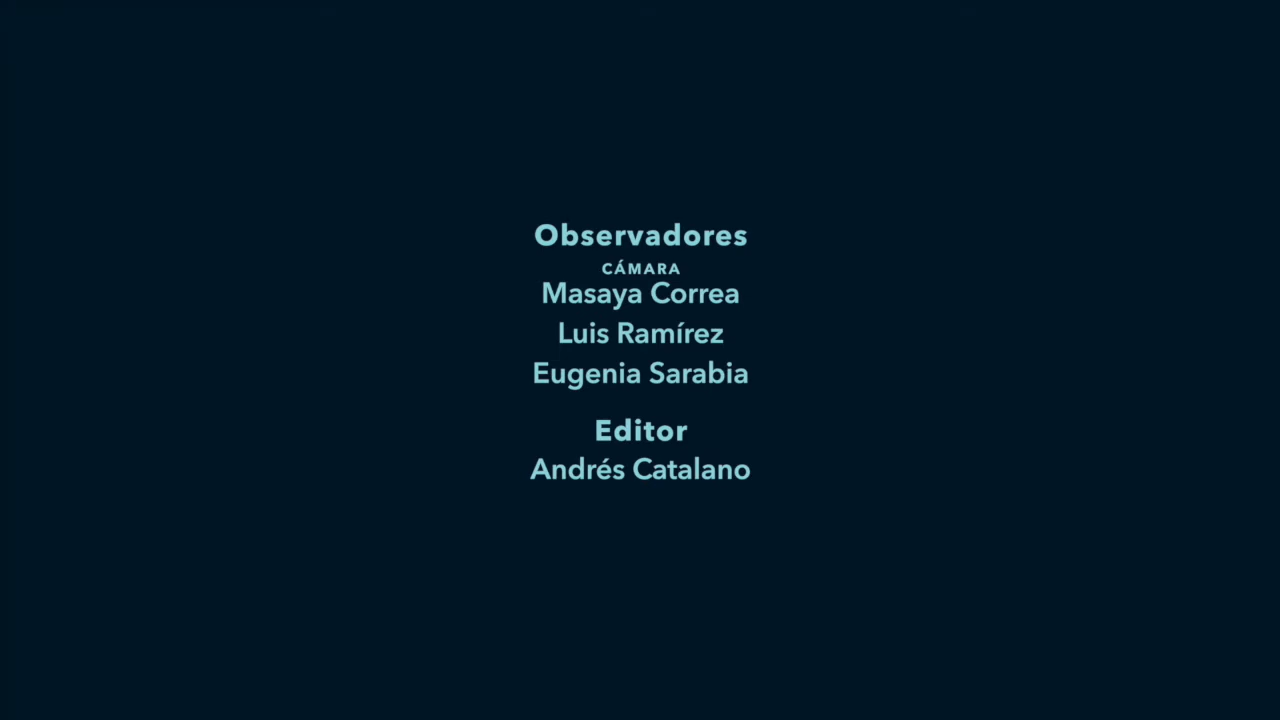 Observadores
CÁMARA
Masaya Correa
Luis Ramírez
Eugenia Sarabia
Editor
Andrés Catalano